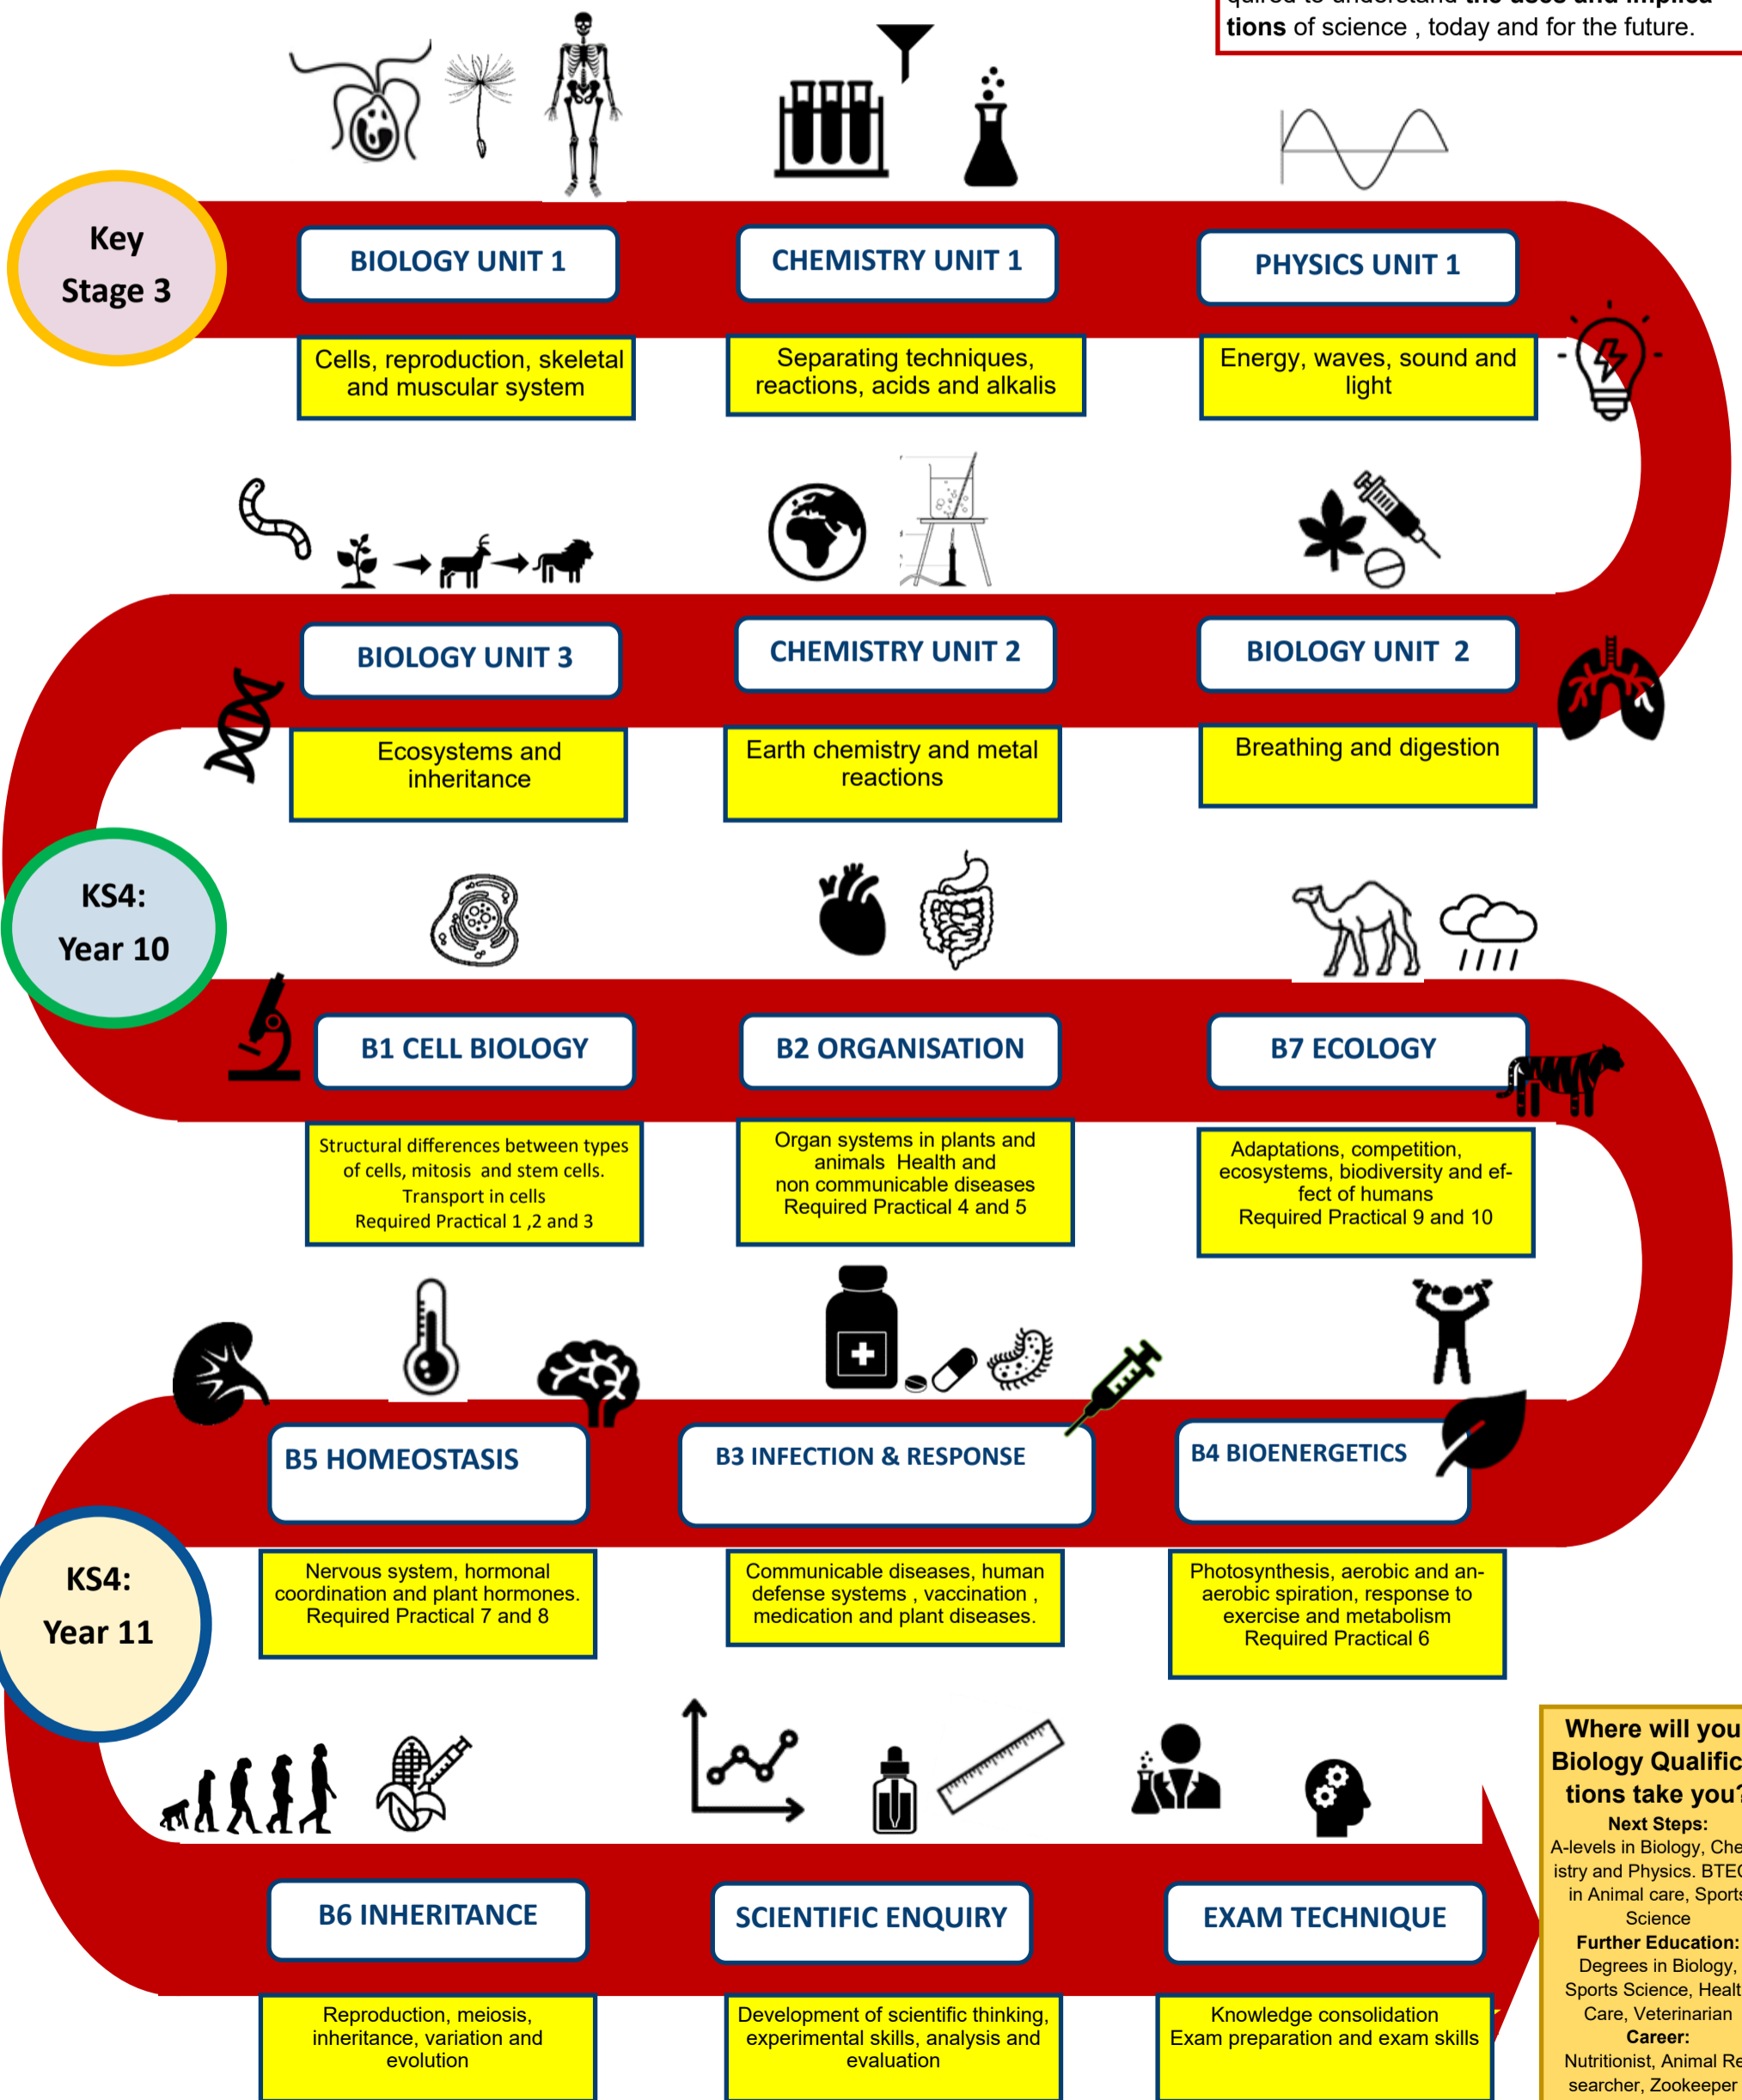 tions of science , today and for the future.
Key
Stage 3
BIOLOGY UNIT 1
CHEMISTRY UNIT 1
PHYSICS UNIT 1
Cells, reproduction, skeletal
and muscular system
Separating techniques,
reactions, acids and alkalis
Energy, waves, sound and
light
BIOLOGY UNIT 3
CHEMISTRY UNIT 2
BIOLOGY UNIT 2
Ecosystems and
inheritance
Earth chemistry and metal
reactions
Breathing and digestion
KS4:
Year 10
B1 CELL BIOLOGY
B2 ORGANISATION
B7 ECOLOGY
Structural differences between types
of cells, mitosis and stem cells.
Transport in cells
Required Practical 1 ,2 and 3
Organ systems in plants and
animals Health and
non communicable diseases
Required Practical 4 and 5
Adaptations, competition,
ecosystems, biodiversity and ef-
fect of humans
Required Practical 9 and 10
B5 HOMEOSTASIS
B3 INFECTION & RESPONSE
B4 BIOENERGETICS
KS4:
Year 11
Nervous system, hormonal
coordination and plant hormones.
Required Practical 7 and 8
Communicable diseases, human
defense systems , vaccination ,
medication and plant diseases.
Photosynthesis, aerobic and an-
aerobic spiration, response to
exercise and metabolism
Required Practical 6
B6 INHERITANCE
SCIENTIFIC ENQUIRY
EXAM TECHNIQUE
Reproduction, meiosis,
inheritance, variation and
evolution
Development of scientific thinking,
experimental skills, analysis and
evaluation
Knowledge consolidation
Exam preparation and exam skills
Where will you
Biology Qualific
tions take you?
Next Steps:
A-levels in Biology, Che
istry and Physics. BTEC
in Animal care, Sports
Science
Further Education:
Degrees in Biology,
Sports Science, Healt
Care, Veterinarian
Career:
Nutritionist, Animal Re
searcher, Zookeeper